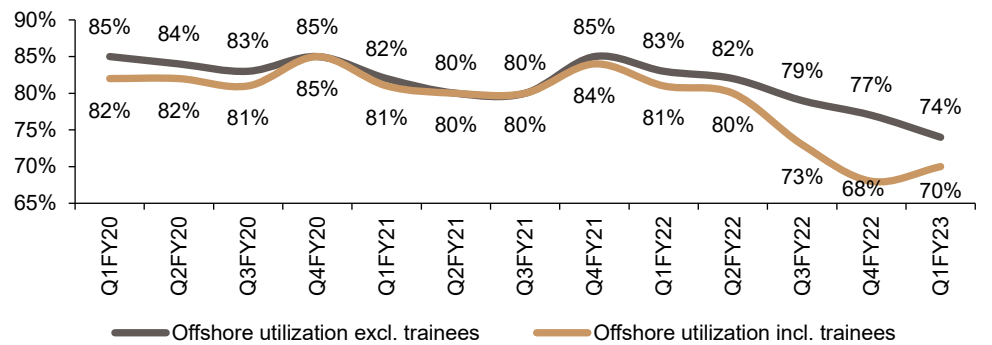 90%
85%
80%
75%
70%
65%
85%
84%
83%
85%
82%
80%
80%
85%
83%
82%
79%
77%
74%
82%
82%
81%
85%
81%
80%
80%
84%
81%
80%
73%
68%
70%
Q1FY20
Q2FY20
Q3FY20
Q4FY20
Q1FY21
Q2FY21
Q3FY21
Q4FY21
Q1FY22
Q2FY22
Q3FY22
Q4FY22
Q1FY23
Offshore utilization excl. trainees
Offshore utilization incl. trainees